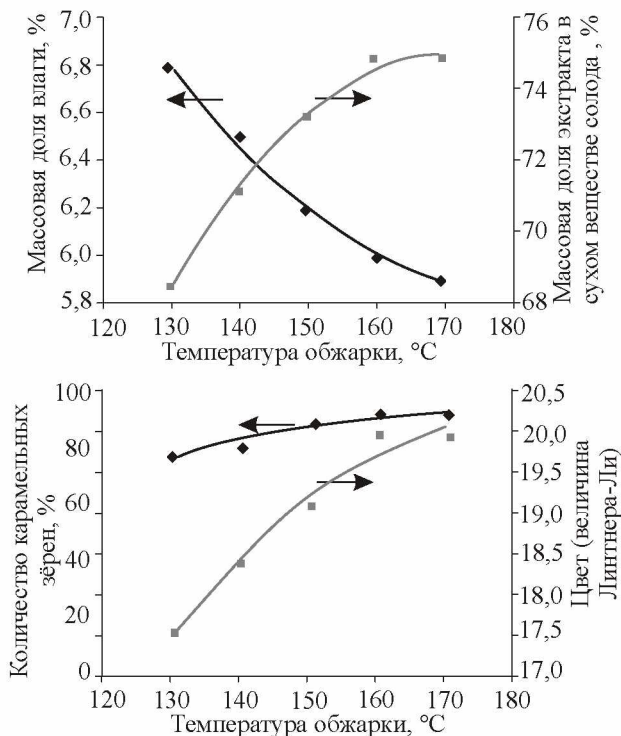 Массовая доля влаги, %
7,0
6,8
6,6
6,4
6,2
6,0
5,8
76
74
72
70
68
Массовая доля экстракта в
сухом веществе солода , %
120 130 140 150 160 170 180
Температура обжарки, °С
Количество карамельных
зёрен, %
100
80
60
40
20
0
20,5
20,0
19,5
19,0
18,5
18,0
17,5
17,0
Цвет (величина
Линтнера-Ли)
120 130 140 150 160 170 180
Температура обжарки, °С